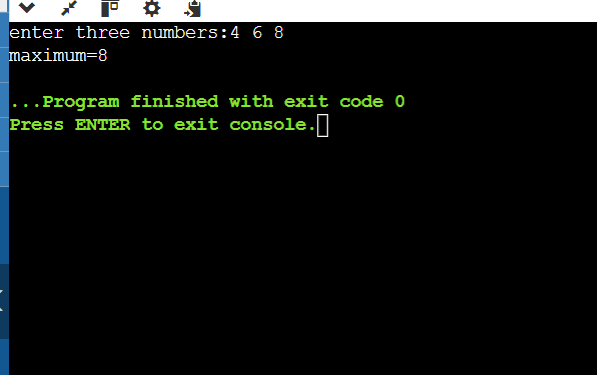 enter three numbers:4 6 8
maximum=8
...Program finished with exit code 0
Press ENTER to exit console.